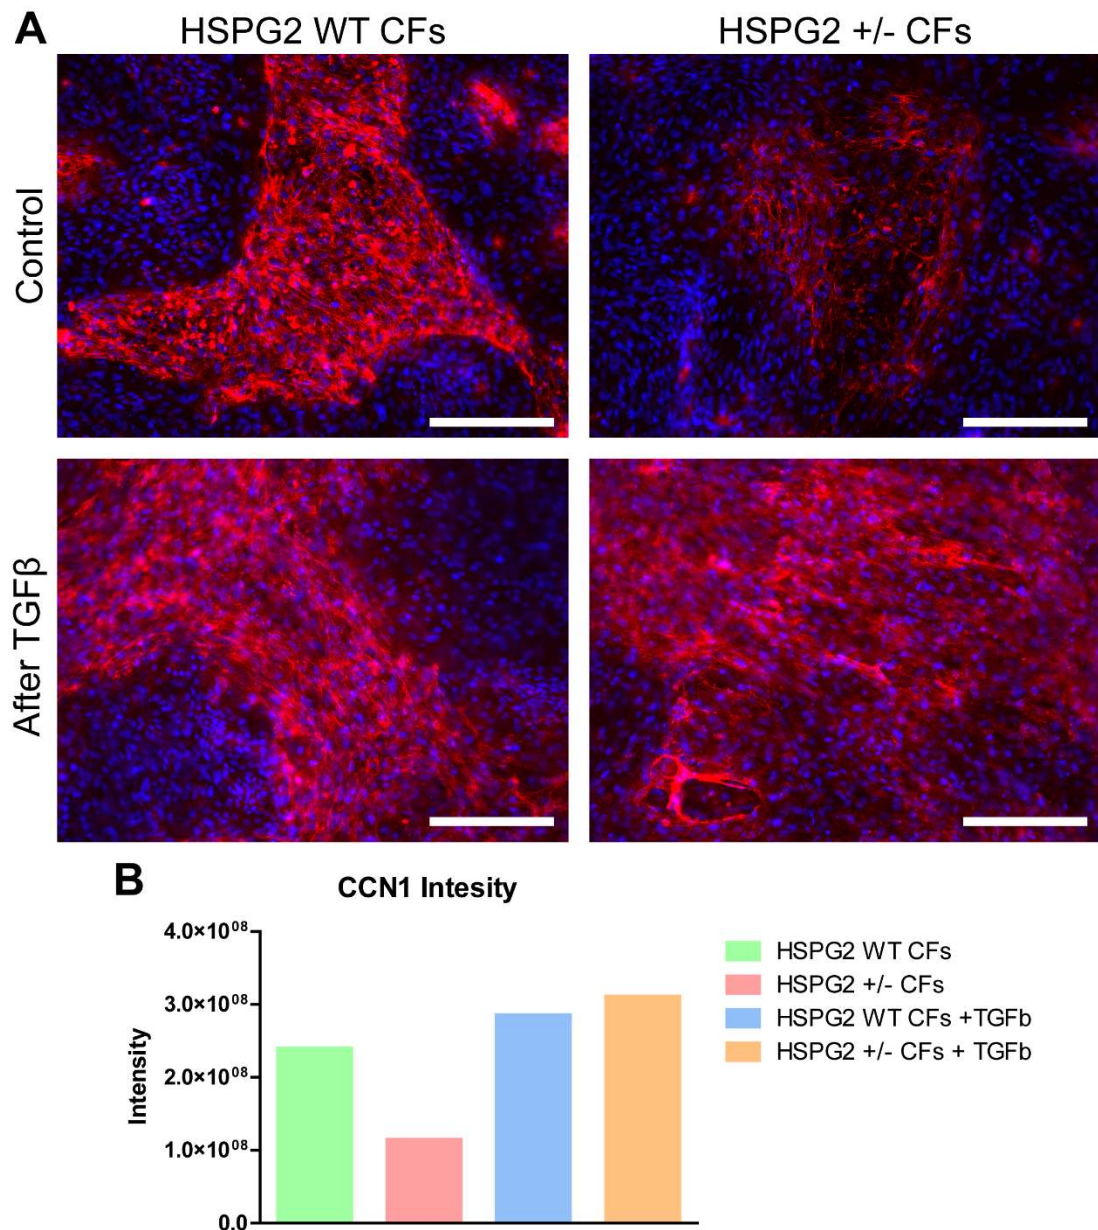 A
HSPG2 WT CFs
HSPG2 +/- CFs
Control
After TGFβ
B
CCN1 Intesity
4.0×10⁰⁸
3.0×10⁰⁸
2.0×10⁰⁸
1.0×10⁰⁸
0.0
Intensity
HSPG2 WT CFs
HSPG2 +/- CFs
HSPG2 WT CFs +TGFb
HSPG2 +/- CFs + TGFb